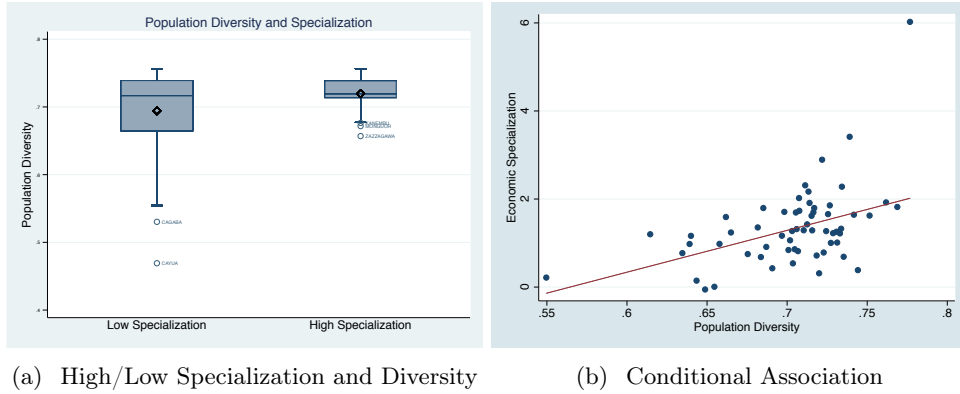 Population Diversity and Specialization
Population Diversity
.8
.7
.6
.5
.4
CAGABA
CAYUA
ZAZZAGAWA
Low Specialization
High Specialization
Economic Specialization
6
4
2
0
.55
.6
.65
.7
.75
.8
Population Diversity
(a) High/Low Specialization and Diversity
(b) Conditional Association